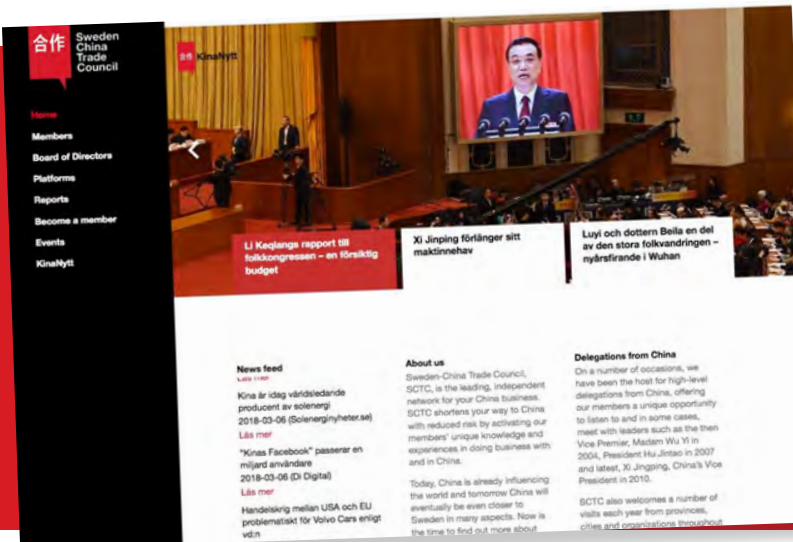 合作
Sweden
China
Trade
Council
Home
Members
Board of Directors
Platforms
Reports
Become a member
Events
KinaNytt
合作 KinaNytt
Li Keqiangs rapport till
folkkongressen – en försiktig
budget
Xi Jinping förlänger sitt
maktinnehav
Luyi och dottern Beila en del
av den stora folkvandringen –
nyårsfirande i Wuhan
News feed
Läs mer
Kina är idag världsledande
producent av solenergi
2018-03-06 (Solenerginyheter.se)
Läs mer
"Kinas Facebook" passerar en
miljard användare
2018-03-06 (Di Digital)
Läs mer
Handelskrig mellan USA och EU
problematiskt för Volvo Cars enligt
vd:n
About us
Sweden-China Trade Council,
SCTC, is the leading, independent
network for your China business.
SCTC shortens your way to China
with reduced risk by activating our
members' unique knowledge and
experiences in doing business with
and in China.
Today, China is already influencing
the world and tomorrow China will
eventually be even closer to
Sweden in many aspects. Now is
the time to find out more about
Delegations from China
On a number of occasions, we
have been the host for high-level
delegations from China, offering
our members a unique opportunity
to listen to and in some cases,
meet with leaders such as the then
Vice Premier, Madam Wu Yi in
2004, President Hu Jintao in 2007
and latest, Xi Jingping, China's Vice
President in 2010.
SCTC also welcomes a number of
visits each year from provinces,
cities and organizations throughout